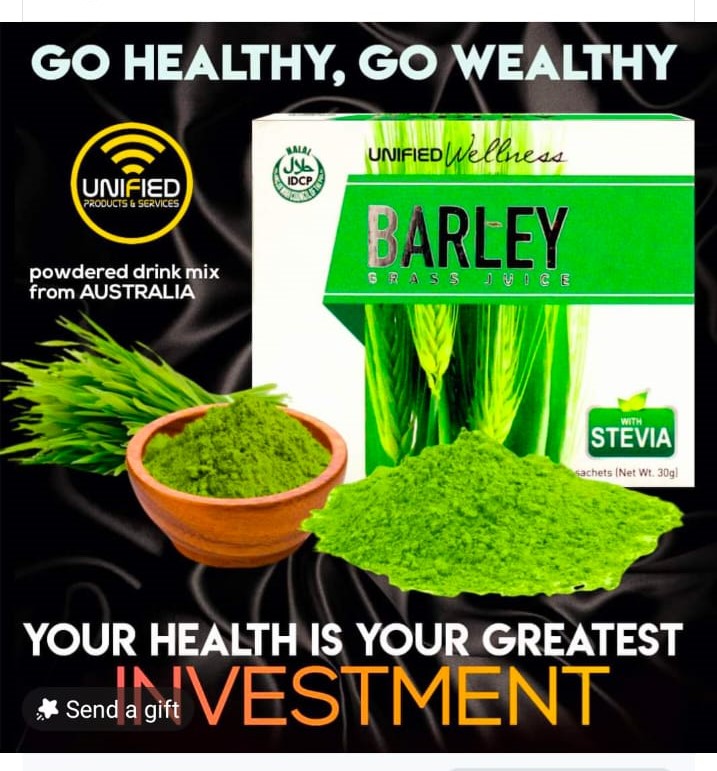 GO HEALTHY, GO WEALTHY
UNIFIED
PRODUCTS & SERVICES
powdered drink mix
from AUSTRALIA
HALAL
حلال
IDCP
UNIFIED Wellness
BARLEY
GRASS JUICE
WITH
STEVIA
sachets (Net Wt. 30g)
YOUR HEALTH IS YOUR GREATEST
INVESTMENT
Send a gift